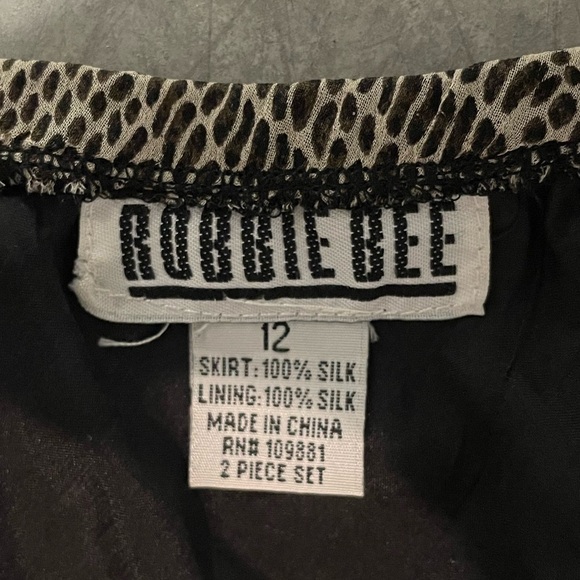 ROBBIE BEE
12
SKIRT: 100% SILK
LINING: 100% SILK
MADE IN CHINA
RN# 109881
2 PIECE SET